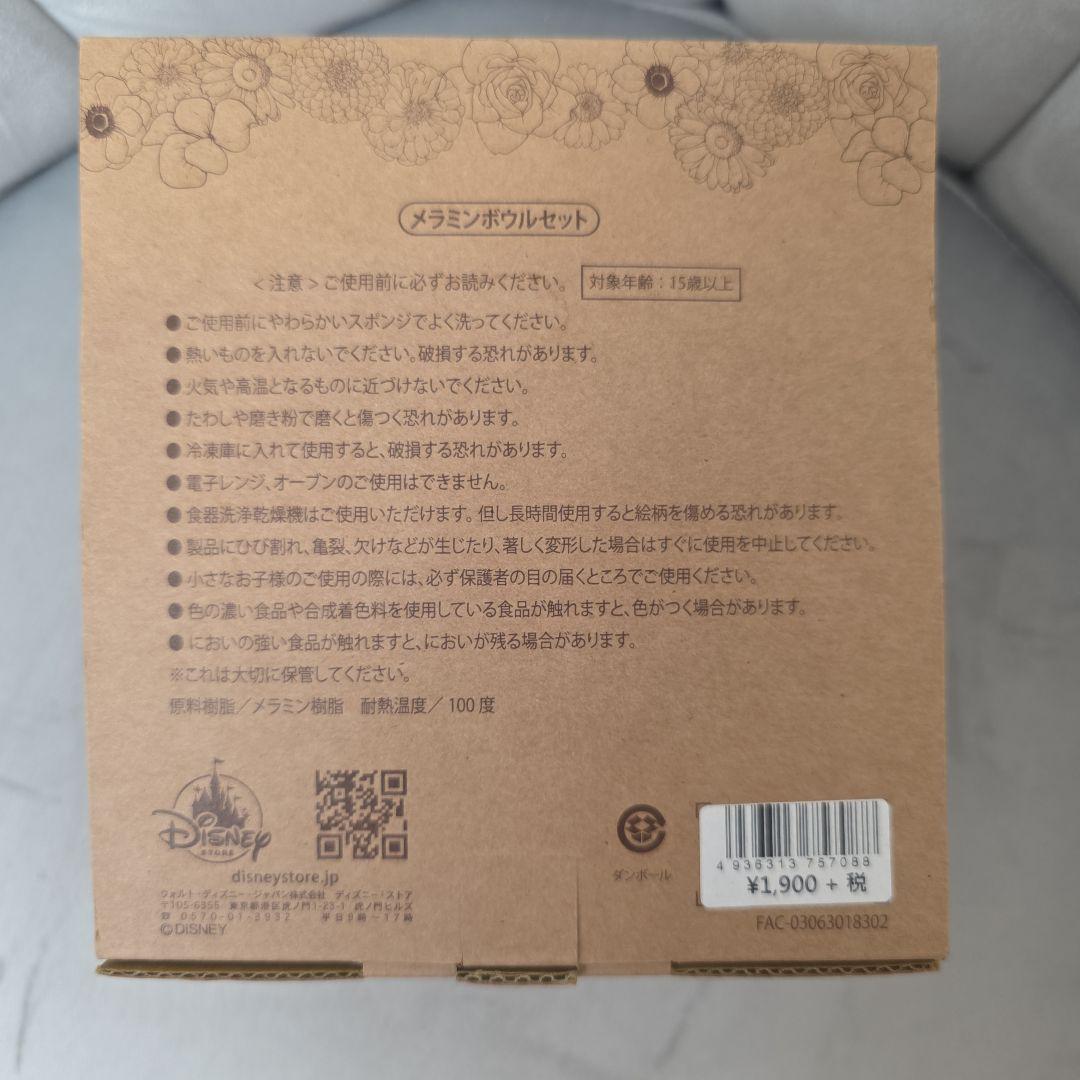 メラミンボウルセット
＜注意＞ご使用前に必ずお読みください。 対象年齢：15歳以上
●ご使用前にやわらかいスポンジでよく洗ってください。
●熱いものを入れないでください。破損する恐れがあります。
●火気や高温となるものに近づけないでください。
●たわしや磨き粉で磨くと傷つく恐れがあります。
●冷凍庫に入れて使用すると、破損する恐れがあります。
●電子レンジ、オーブンのご使用はできません。
●食器洗浄乾燥機はご使用いただけます。但し長時間使用すると絵柄を傷める恐れがあります。
●製品にひび割れ、亀裂、欠けなどが生じたり、著しく変形した場合はすぐに使用を中止してください。
●小さなお子様のご使用の際には、必ず保護者の目の届くところでご使用ください。
●色の濃い食品や合成着色料を使用している食品が触れますと、色がつく場合があります。
●においの強い食品が触れますと、においが残る場合があります。
※これは大切に保管してください。
原料樹脂／メラミン樹脂　耐熱温度／100度
Disney
STORE
disneystore.jp
ウォルト・ディズニー・ジャパン株式会社　ディズニーストア
〒105-6355　東京都港区虎ノ門1-23-1 虎ノ門ヒルズ
☎ 0570-01-3932　平日9時～17時
©DISNEY
ダンボール
4 936313 757088
¥1,900 + 税
FAC-03063018302